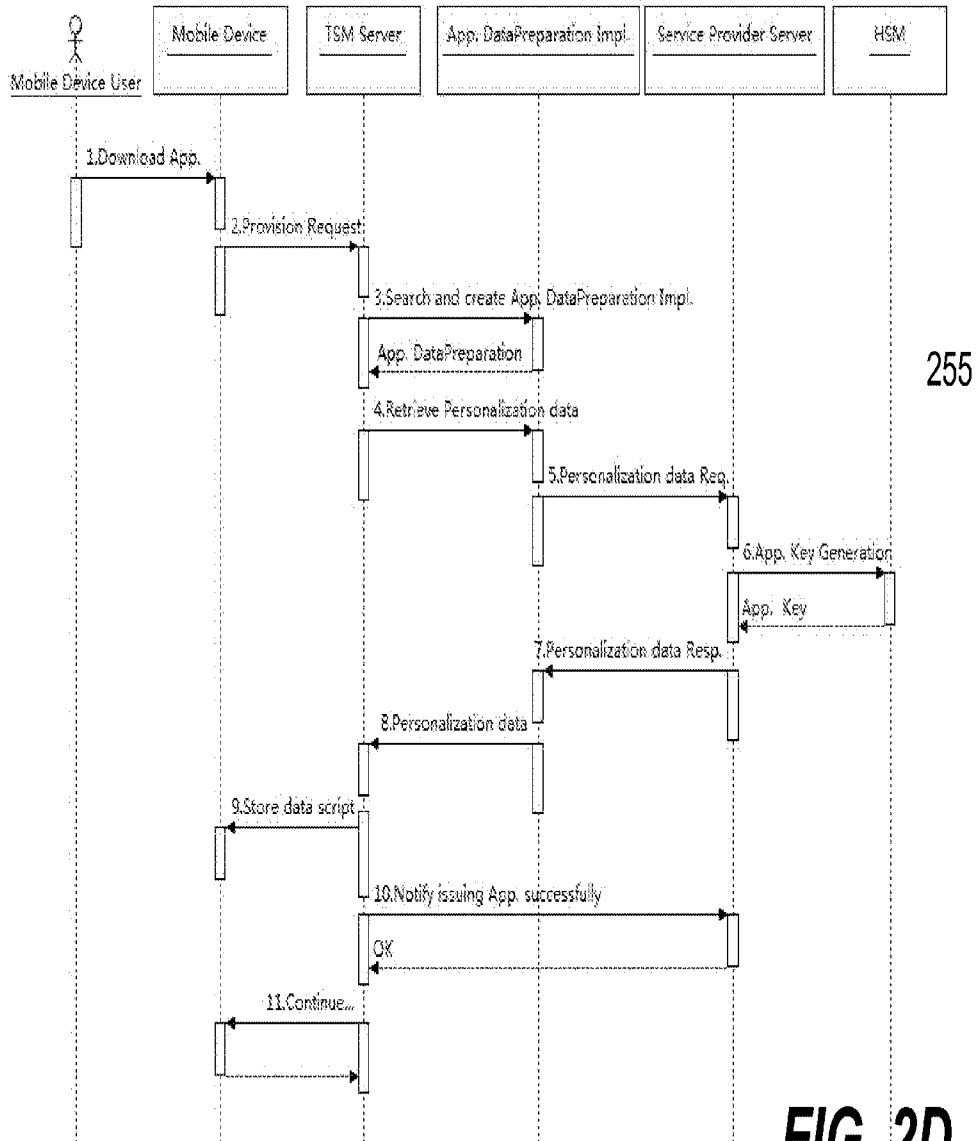 Mobile Device User
Mobile Device
TSM Server
App. DataPreparation Impl.
Service Provider Server
HSM
1.Download App.
2.Provision Request
3.Search and create App. DataPreparation Impl.
App. DataPreparation
255
4.Retrieve Personalization data
5.Personalization data Req.
6.App. Key Generation
App. Key
7.Personalization data Resp.
8.Personalization data
9.Store data script
10.Notify issuing App. successfully
OK
11.Continue...
FIG. 2D